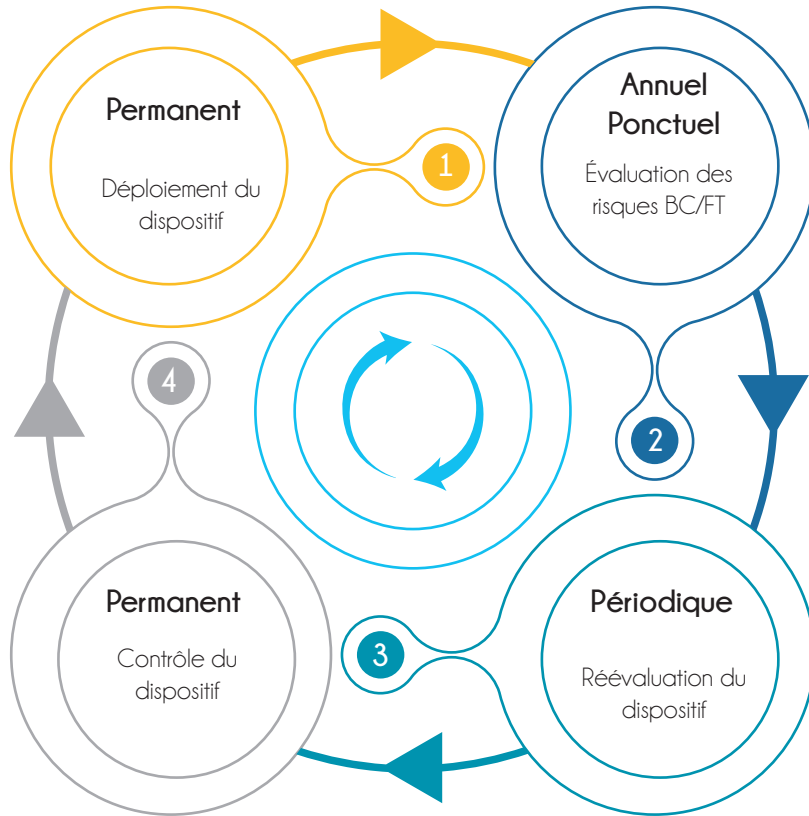 Permanent
Déploiement du
dispositif
1
Annuel
Ponctuel
Évaluation des
risques BC/FT
2
Périodique
Réévaluation du
dispositif
3
Permanent
Contrôle du
dispositif
4